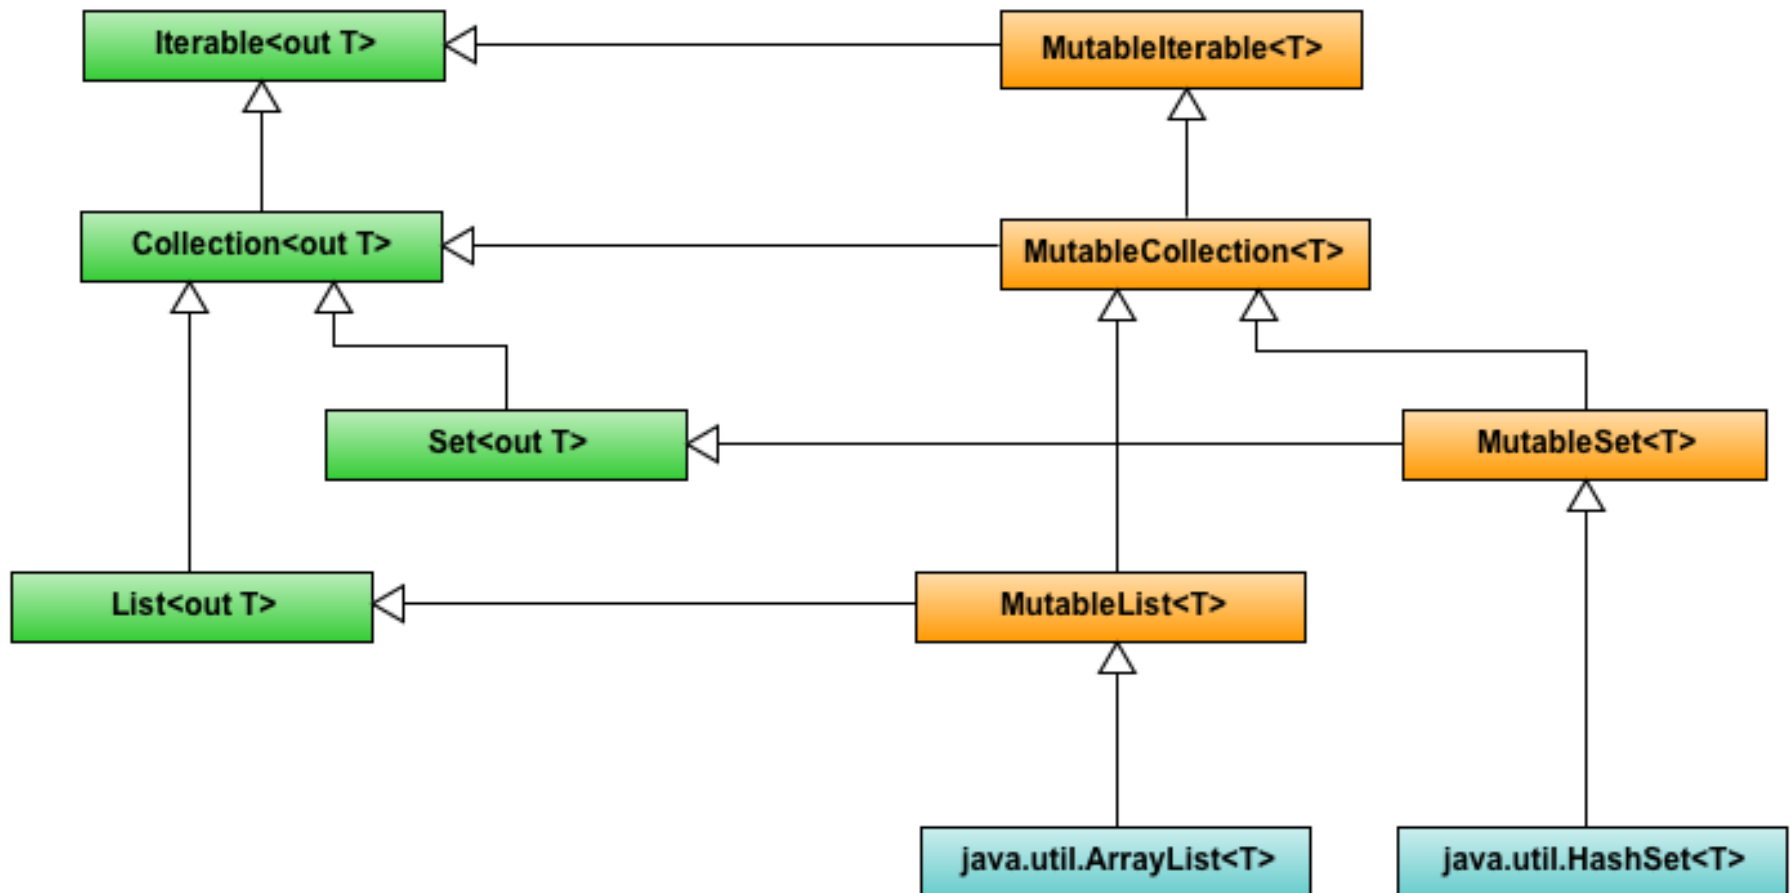 Iterable<out T>
MutableIterable<T>
Collection<out T>
MutableCollection<T>
Set<out T>
MutableSet<T>
List<out T>
MutableList<T>
java.util.ArrayList<T>
java.util.HashSet<T>